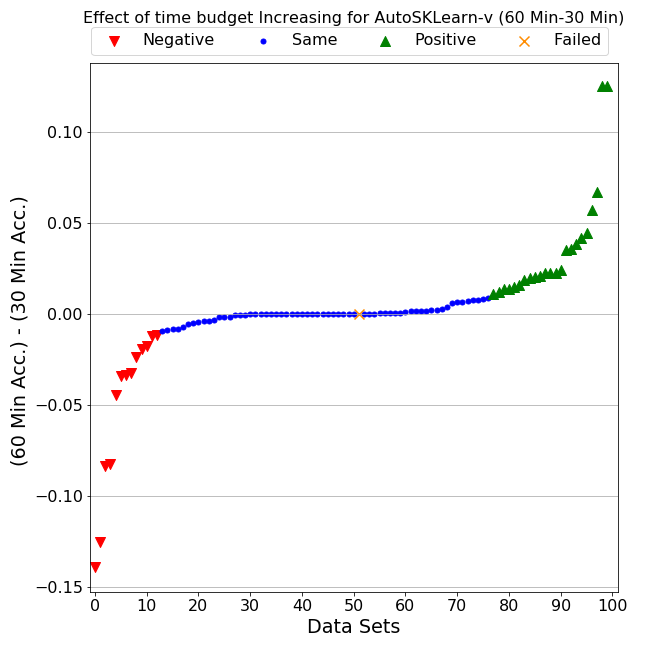 Effect of time budget Increasing for AutoSKLearn-v (60 Min-30 Min)
Negative Same Positive Failed
0.10
0.05
0.00
−0.05
−0.10
−0.15
(60 Min Acc.) - (30 Min Acc.)
0 10 20 30 40 50 60 70 80 90 100
Data Sets